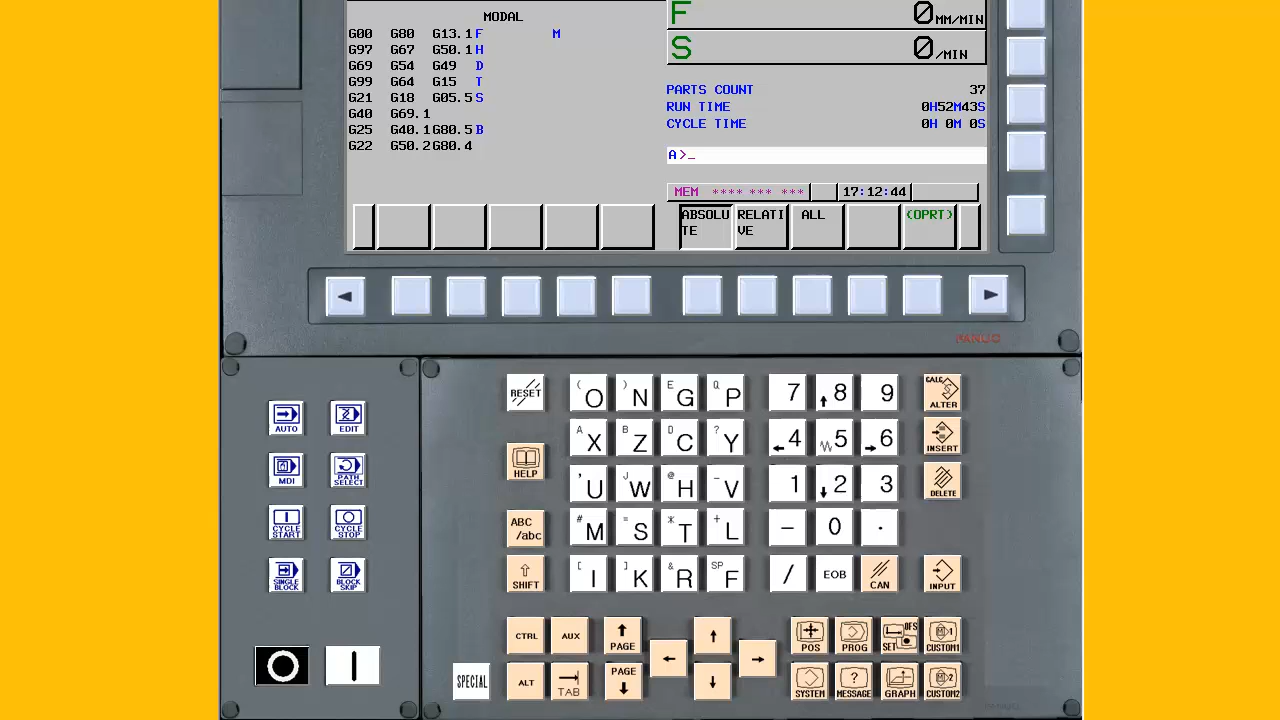 MODAL
G00 G80 G13.1 F M
G97 G67 G50.1 H
G69 G54 G49 D
G99 G64 G15 T
G21 G18 G05.5 S
G40 G69.1
G25 G40.1 G80.5 B
G22 G50.2 G80.4
F 0 MM/MIN
S 0 /MIN
PARTS COUNT 37
RUN TIME 0H52M43S
CYCLE TIME 0H 0M 0S
A >_
MEM **** *** *** 17:12:44
ABSOLU
TE
RELATI
VE
ALL
(OPRT)
FANUC
AUTO
EDIT
MDI
PATH
SELECT
CYCLE
START
CYCLE
STOP
SINGLE
BLOCK
BLOCK
SKIP
RESET
( O ) N E G Q P
7 8 9
CALC
ALTER
A X B Z D C ? Y
4 5 6
INSERT
HELP
, U J W @ H _ V
1 2 3
DELETE
ABC
/abc
# M = S * T + L
- 0 .
SHIFT
[ I ] K & R SP F
/ EOB CAN
INPUT
CTRL
AUX
PAGE
ALT
TAB
PAGE
SPECIAL
POS
PROG
OFS
SET
CUSTOM1
SYSTEM
MESSAGE
GRAPH
CUSTOM2